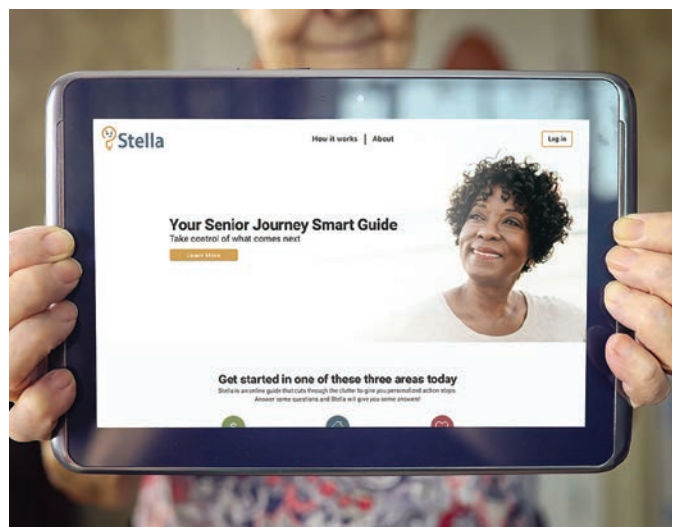 Stella
How it works | About
Log in
Your Senior Journey Smart Guide
Take control of what comes next
Learn More
Get started in one of these three areas today
Stella is an online guide that cuts through the clutter to give you personalized action steps.
Answer some questions and Stella will give you some answers!